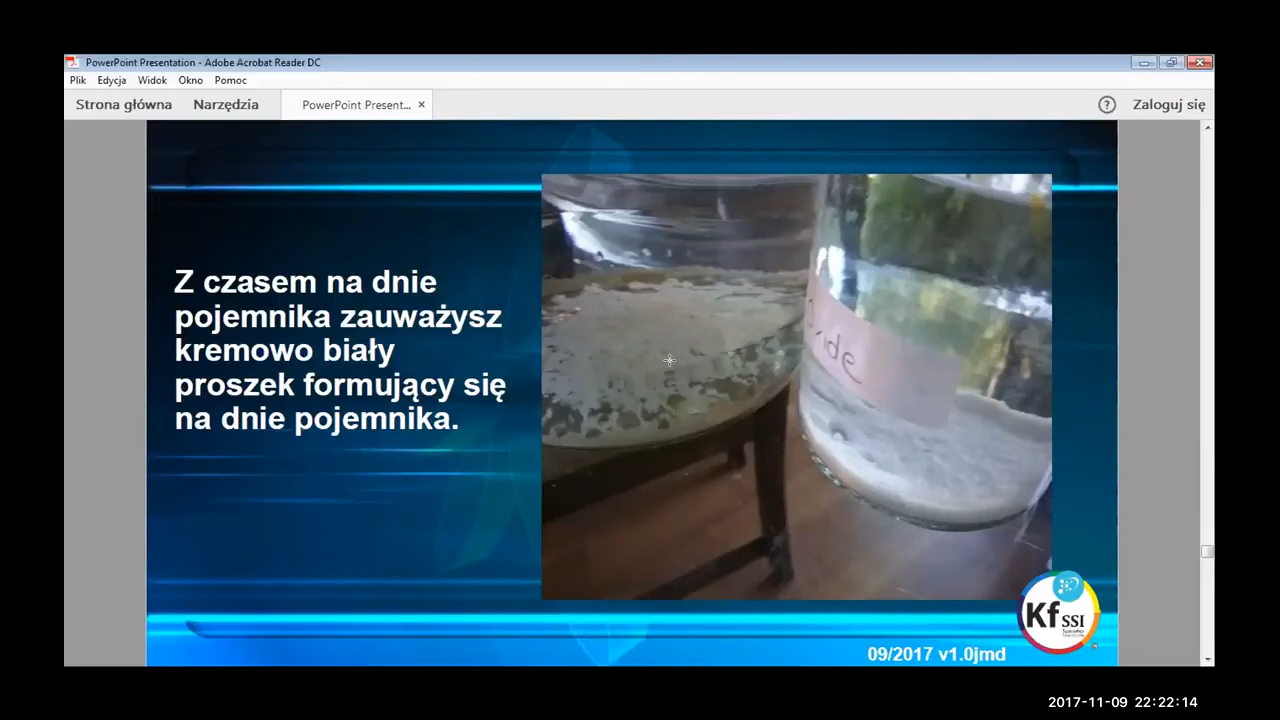 PowerPoint Presentation - Adobe Acrobat Reader DC
Plik Edycja Widok Okno Pomoc
Strona główna Narzędzia PowerPoint Present... × ? Zaloguj się
Z czasem na dnie
pojemnika zauważysz
kremowo biały
proszek formujący się
na dnie pojemnika.
Kf SSI
09/2017 v1.0jmd
2017-11-09 22:22:14